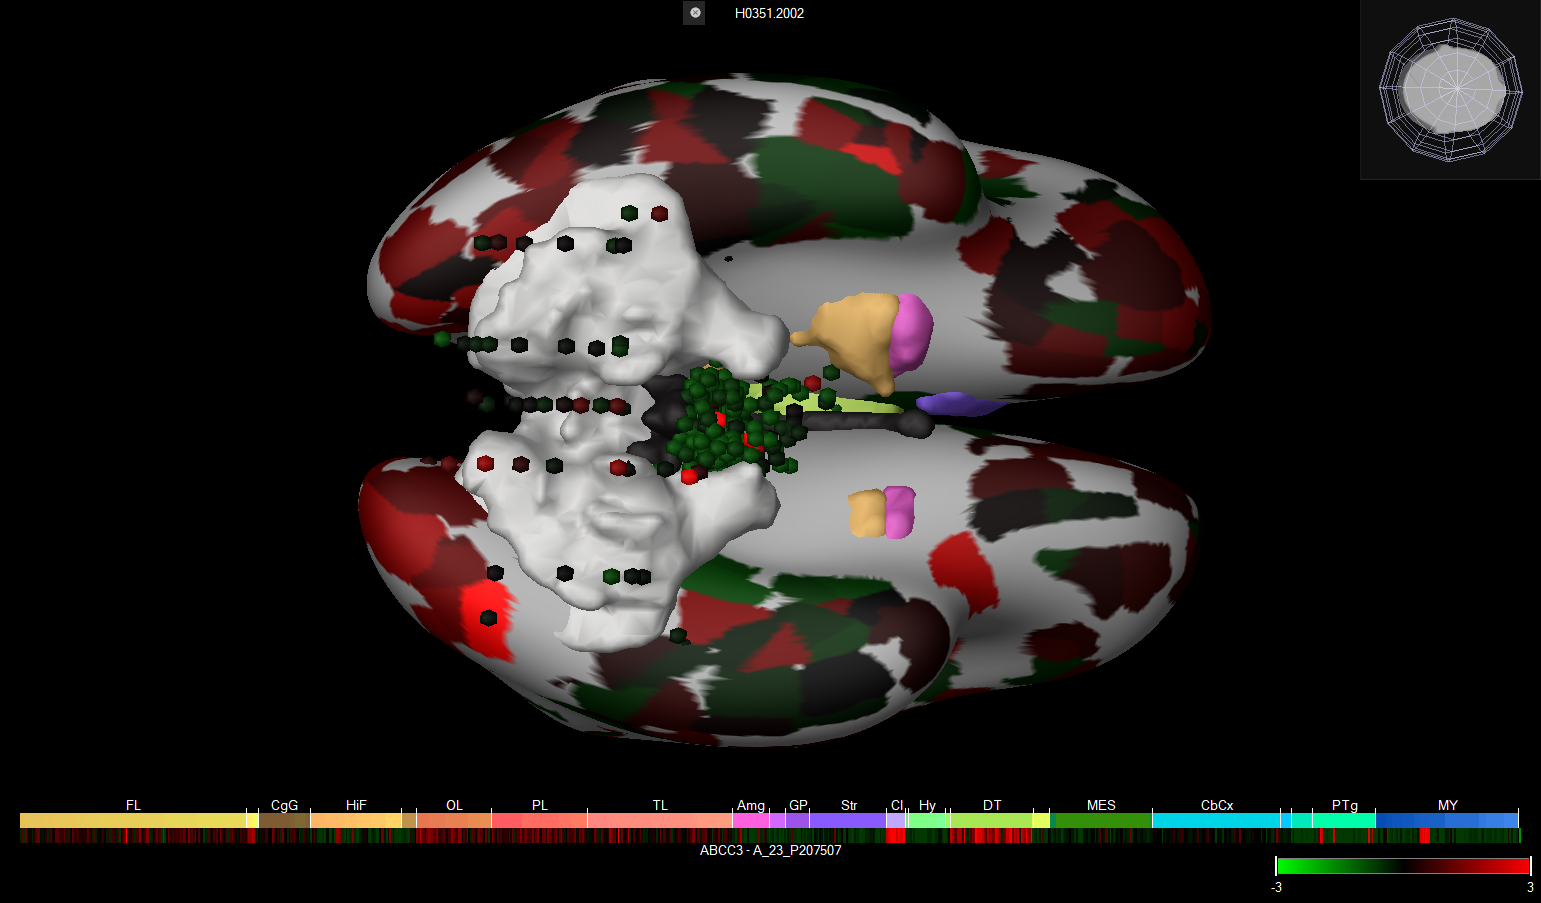 H0351.2002
FL CgG HiF OL PL TL Amg GP Str Cl Hy DT MES CbCx PTg MY
ABCC3 - A_23_P207507
-3 3